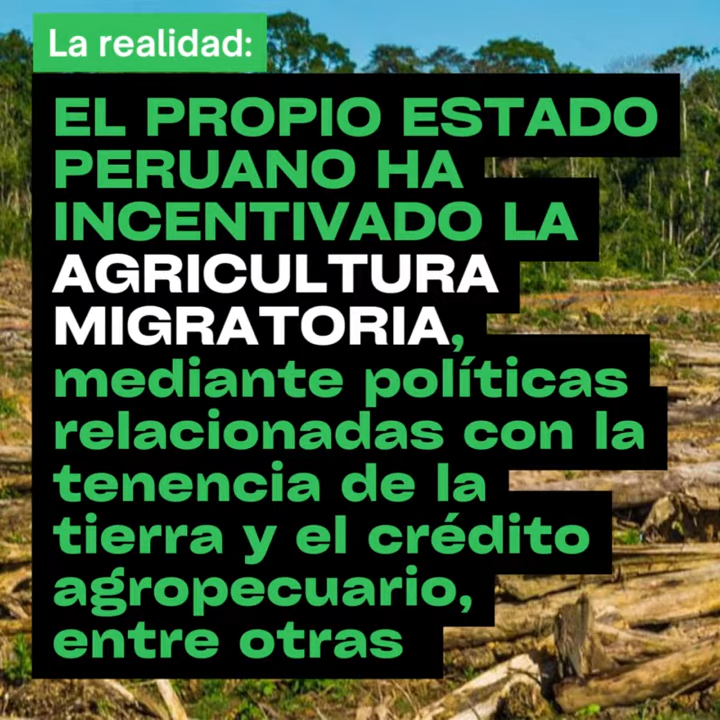 La realidad:
EL PROPIO ESTADO
PERUANO HA
INCENTIVADO LA
AGRICULTURA
MIGRATORIA,
mediante políticas
relacionadas con la
tenencia de la
tierra y el crédito
agropecuario,
entre otras